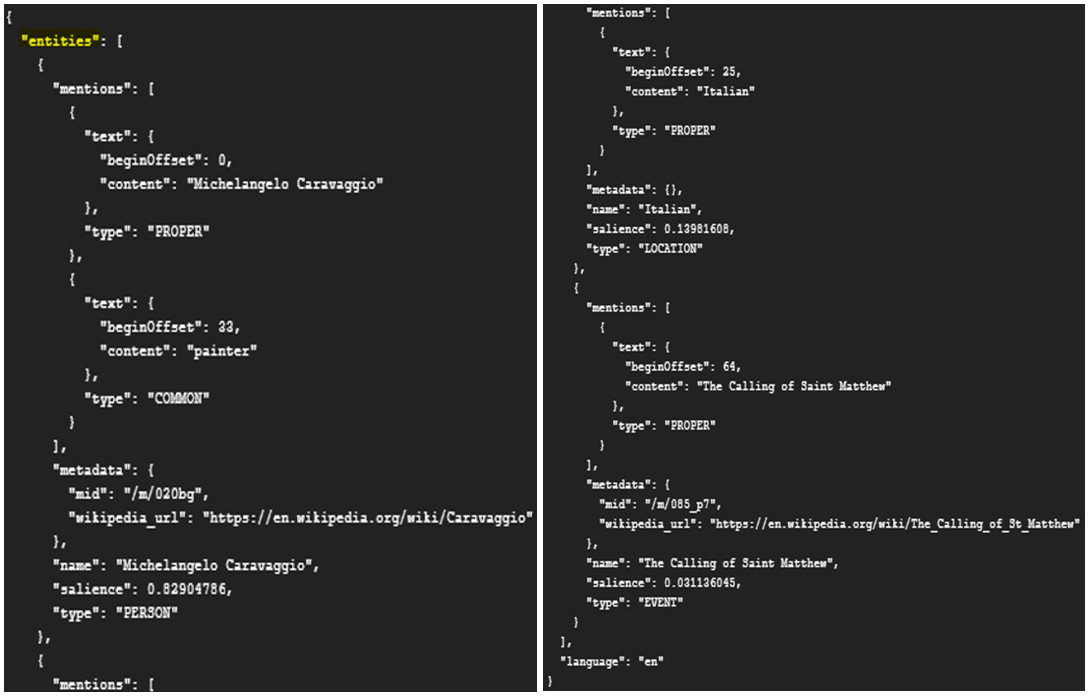 {
  "entities": [
    {
      "mentions": [
        {
          "text": {
            "beginOffset": 0,
            "content": "Michelangelo Caravaggio"
          },
          "type": "PROPER"
        },
        {
          "text": {
            "beginOffset": 33,
            "content": "painter"
          },
          "type": "COMMON"
        }
      ],
      "metadata": {
        "mid": "/m/020bg",
        "wikipedia_url": "https://en.wikipedia.org/wiki/Caravaggio"
      },
      "name": "Michelangelo Caravaggio",
      "salience": 0.82904786,
      "type": "PERSON"
    },
    {
      "mentions": [
      "mentions": [
        {
          "text": {
            "beginOffset": 25,
            "content": "Italian"
          },
          "type": "PROPER"
        }
      ],
      "metadata": {},
      "name": "Italian",
      "salience": 0.13981608,
      "type": "LOCATION"
    },
    {
      "mentions": [
        {
          "text": {
            "beginOffset": 64,
            "content": "The Calling of Saint Matthew"
          },
          "type": "PROPER"
        }
      ],
      "metadata": {
        "mid": "/m/085_p7",
        "wikipedia_url": "https://en.wikipedia.org/wiki/The_Calling_of_St_Matthew"
      },
      "name": "The Calling of Saint Matthew",
      "salience": 0.031136045,
      "type": "EVENT"
    }
  ],
  "language": "en"
}